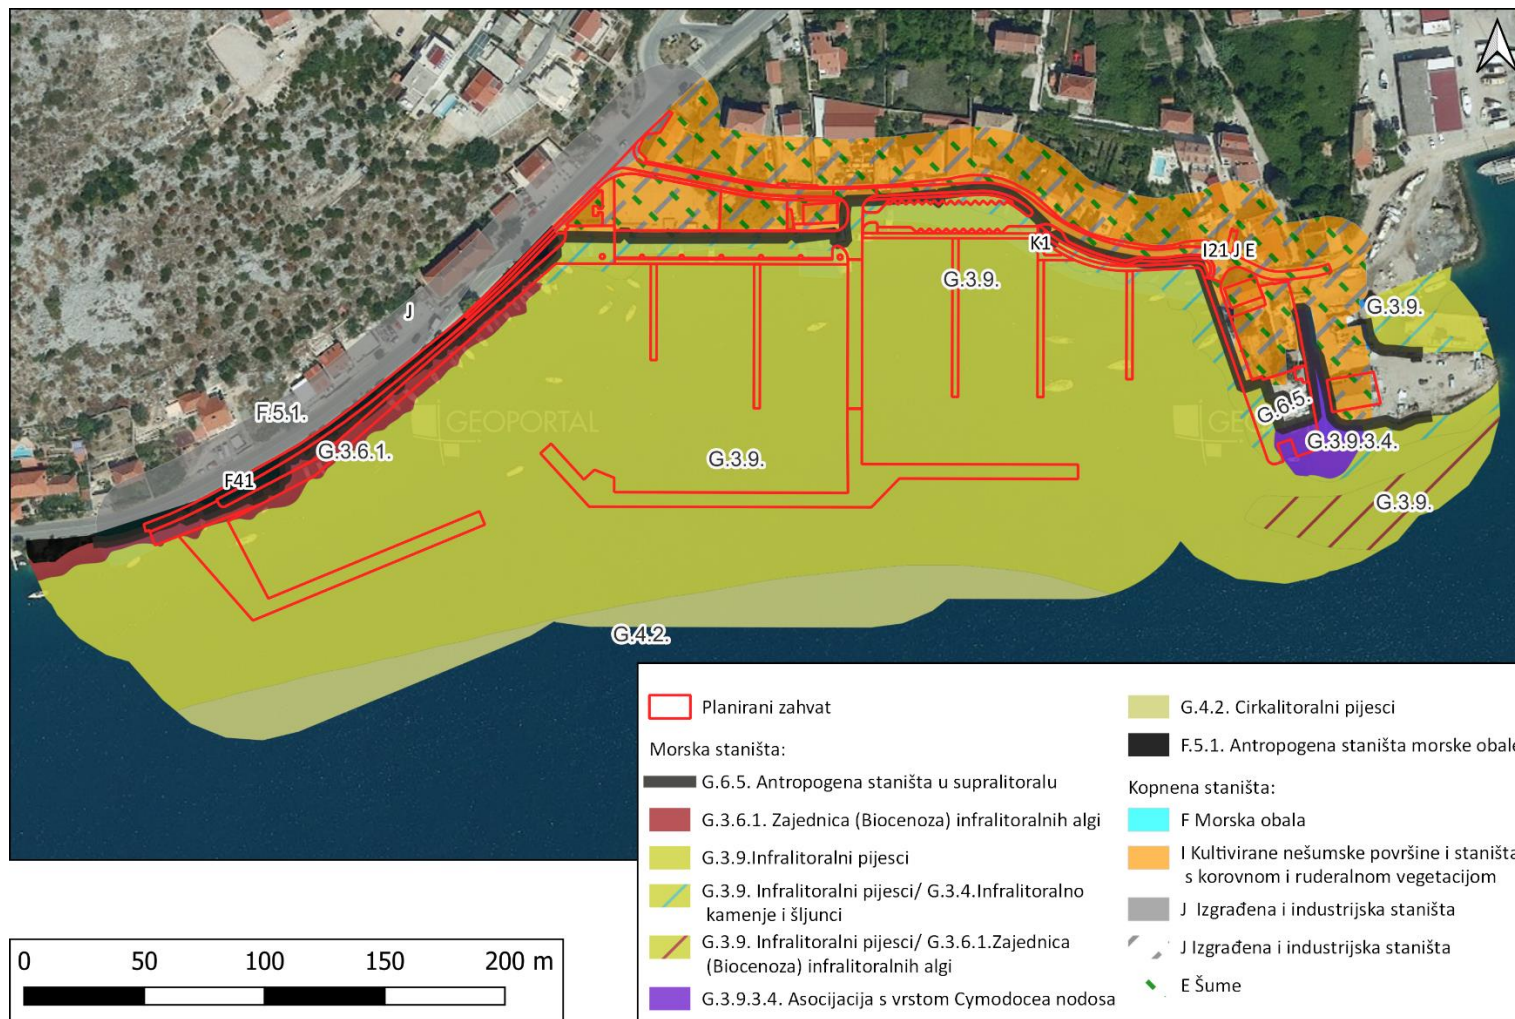 J
F.5.1.
G.3.6.1.
F41
K1
G.3.9.
I21 J E
G.3.9.
G.6.5.
G.3.9.3.4.
G.3.9.
GEOPORTAL
G.3.9.
G.4.2.
Planirani zahvat
Morska staništa:
G.6.5. Antropogena staništa u supralitoralu
G.3.6.1. Zajednica (Biocenoza) infralitoralnih algi
G.3.9.Infralitoralni pijesci
G.3.9. Infralitoralni pijesci/ G.3.4.Infralitoralno
kamenje i šljunci
G.3.9. Infralitoralni pijesci/ G.3.6.1.Zajednica
(Biocenoza) infralitoralnih algi
G.3.9.3.4. Asocijacija s vrstom Cymodocea nodosa
G.4.2. Cirkalitoralni pijesci
F.5.1. Antropogena staništa morske obale
Kopnena staništa:
F Morska obala
I Kultivirane nešumske površine i staništa
s korovnom i ruderalnom vegetacijom
J Izgrađena i industrijska staništa
J Izgrađena i industrijska staništa
E Šume
0 50 100 150 200 m